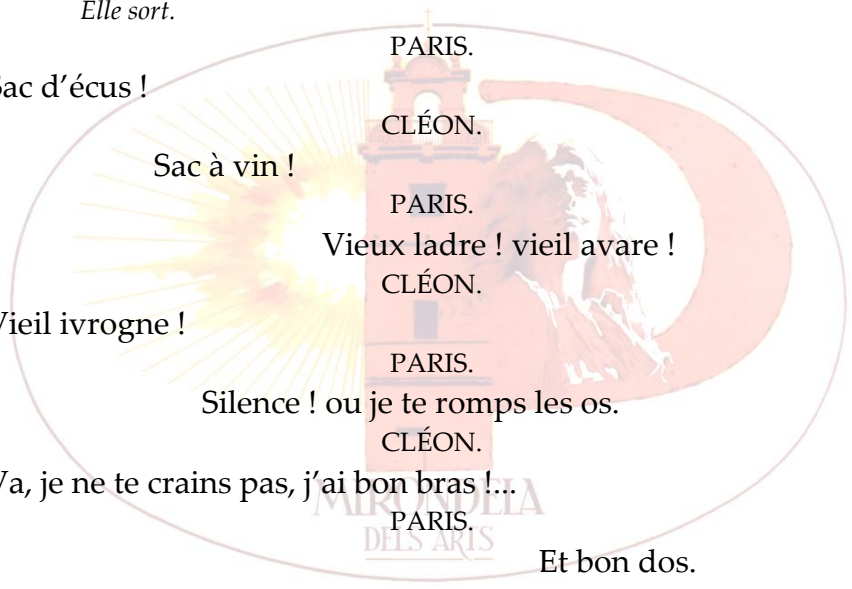 Elle sort.
PARIS.
Sac d’écus !
CLÉON.
Sac à vin !
PARIS.
Vieux ladre ! vieil avare !
CLÉON.
Vieil ivrogne !
PARIS.
Silence ! ou je te romps les os.
CLÉON.
Va, je ne te crains pas, j’ai bon bras !...
MIRONDELA
PARIS.
DELS ARTS
Et bon dos.